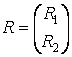 R = (R₁
R₂)